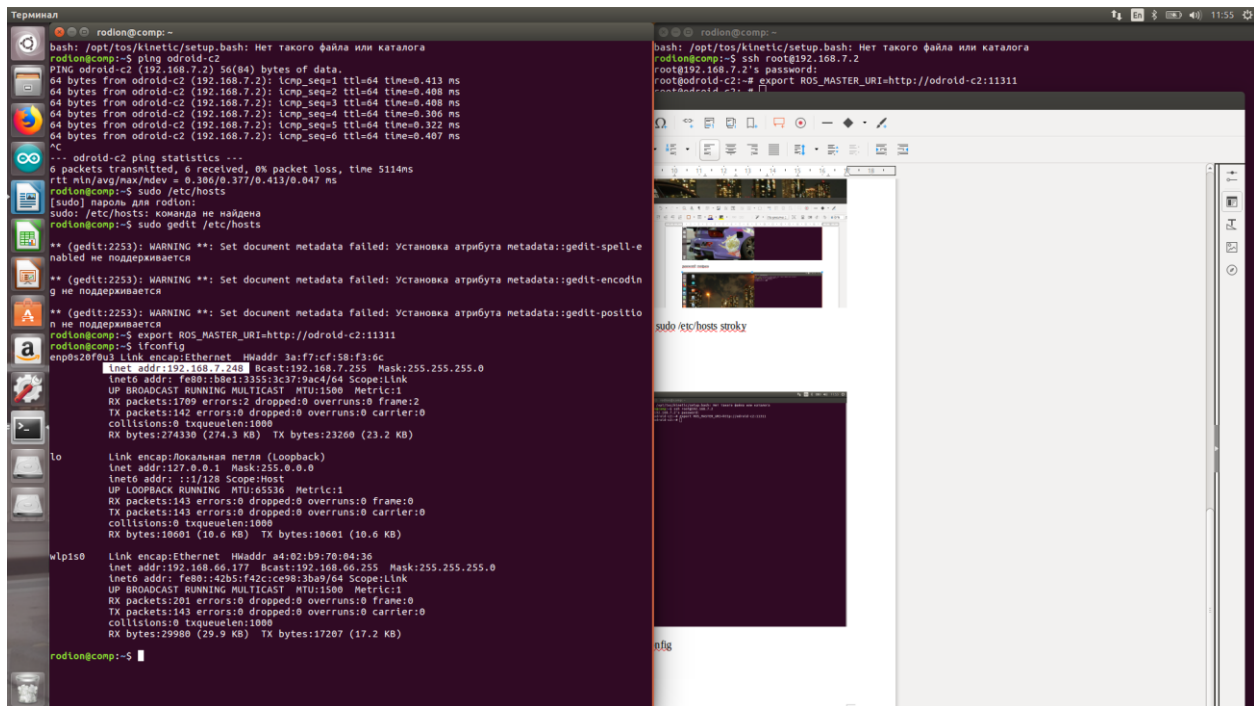 Терминал
En
11:55
rodion@comp: ~
bash: /opt/tos/kinetic/setup.bash: Нет такого файла или каталога
rodion@comp:~$ ping odroid-c2
PING odroid-c2 (192.168.7.2) 56(84) bytes of data.
64 bytes from odroid-c2 (192.168.7.2): icmp_seq=1 ttl=64 time=0.413 ms
64 bytes from odroid-c2 (192.168.7.2): icmp_seq=2 ttl=64 time=0.408 ms
64 bytes from odroid-c2 (192.168.7.2): icmp_seq=3 ttl=64 time=0.408 ms
64 bytes from odroid-c2 (192.168.7.2): icmp_seq=4 ttl=64 time=0.306 ms
64 bytes from odroid-c2 (192.168.7.2): icmp_seq=5 ttl=64 time=0.322 ms
64 bytes from odroid-c2 (192.168.7.2): icmp_seq=6 ttl=64 time=0.407 ms
^C
--- odroid-c2 ping statistics ---
6 packets transmitted, 6 received, 0% packet loss, time 5114ms
rtt min/avg/max/mdev = 0.306/0.377/0.413/0.047 ms
rodion@comp:~$ sudo /etc/hosts
[sudo] пароль для rodion:
sudo: /etc/hosts: команда не найдена
rodion@comp:~$ sudo gedit /etc/hosts
** (gedit:2253): WARNING **: Set document metadata failed: Установка атрибута metadata::gedit-spell-e
nabled не поддерживается
** (gedit:2253): WARNING **: Set document metadata failed: Установка атрибута metadata::gedit-encodin
g не поддерживается
** (gedit:2253): WARNING **: Set document metadata failed: Установка атрибута metadata::gedit-positio
n не поддерживается
rodion@comp:~$ export ROS_MASTER_URI=http://odroid-c2:11311
rodion@comp:~$ ifconfig
enp0s20f0u3 Link encap:Ethernet  HWaddr 3a:f7:cf:58:f3:6c
inet addr:192.168.7.248  Bcast:192.168.7.255  Mask:255.255.255.0
inet6 addr: fe80::b8e1:3355:3c37:9ac4/64 Scope:Link
UP BROADCAST RUNNING MULTICAST  MTU:1500  Metric:1
RX packets:1709 errors:2 dropped:0 overruns:0 frame:2
TX packets:142 errors:0 dropped:0 overruns:0 carrier:0
collisions:0 txqueuelen:1000
RX bytes:274330 (274.3 KB)  TX bytes:23260 (23.2 KB)
lo Link encap:Локальная петля (Loopback)
inet addr:127.0.0.1  Mask:255.0.0.0
inet6 addr: ::1/128 Scope:Host
UP LOOPBACK RUNNING  MTU:65536  Metric:1
RX packets:143 errors:0 dropped:0 overruns:0 frame:0
TX packets:143 errors:0 dropped:0 overruns:0 carrier:0
collisions:0 txqueuelen:1000
RX bytes:10601 (10.6 KB)  TX bytes:10601 (10.6 KB)
wlp1s0 Link encap:Ethernet  HWaddr a4:02:b9:70:04:36
inet addr:192.168.66.177  Bcast:192.168.66.255  Mask:255.255.255.0
inet6 addr: fe80::42b5:f42c:ce98:3ba9/64 Scope:Link
UP BROADCAST RUNNING MULTICAST  MTU:1500  Metric:1
RX packets:201 errors:0 dropped:0 overruns:0 frame:0
TX packets:143 errors:0 dropped:0 overruns:0 carrier:0
collisions:0 txqueuelen:1000
RX bytes:29980 (29.9 KB)  TX bytes:17207 (17.2 KB)
rodion@comp:~$
rodion@comp: ~
bash: /opt/tos/kinetic/setup.bash: Нет такого файла или каталога
rodion@comp:~$ ssh root@192.168.7.2
root@192.168.7.2's password:
root@odroid-c2:~# export ROS_MASTER_URI=http://odroid-c2:11311
root@odroid-c2:~#
sudo /etc/hosts stroky
nfig